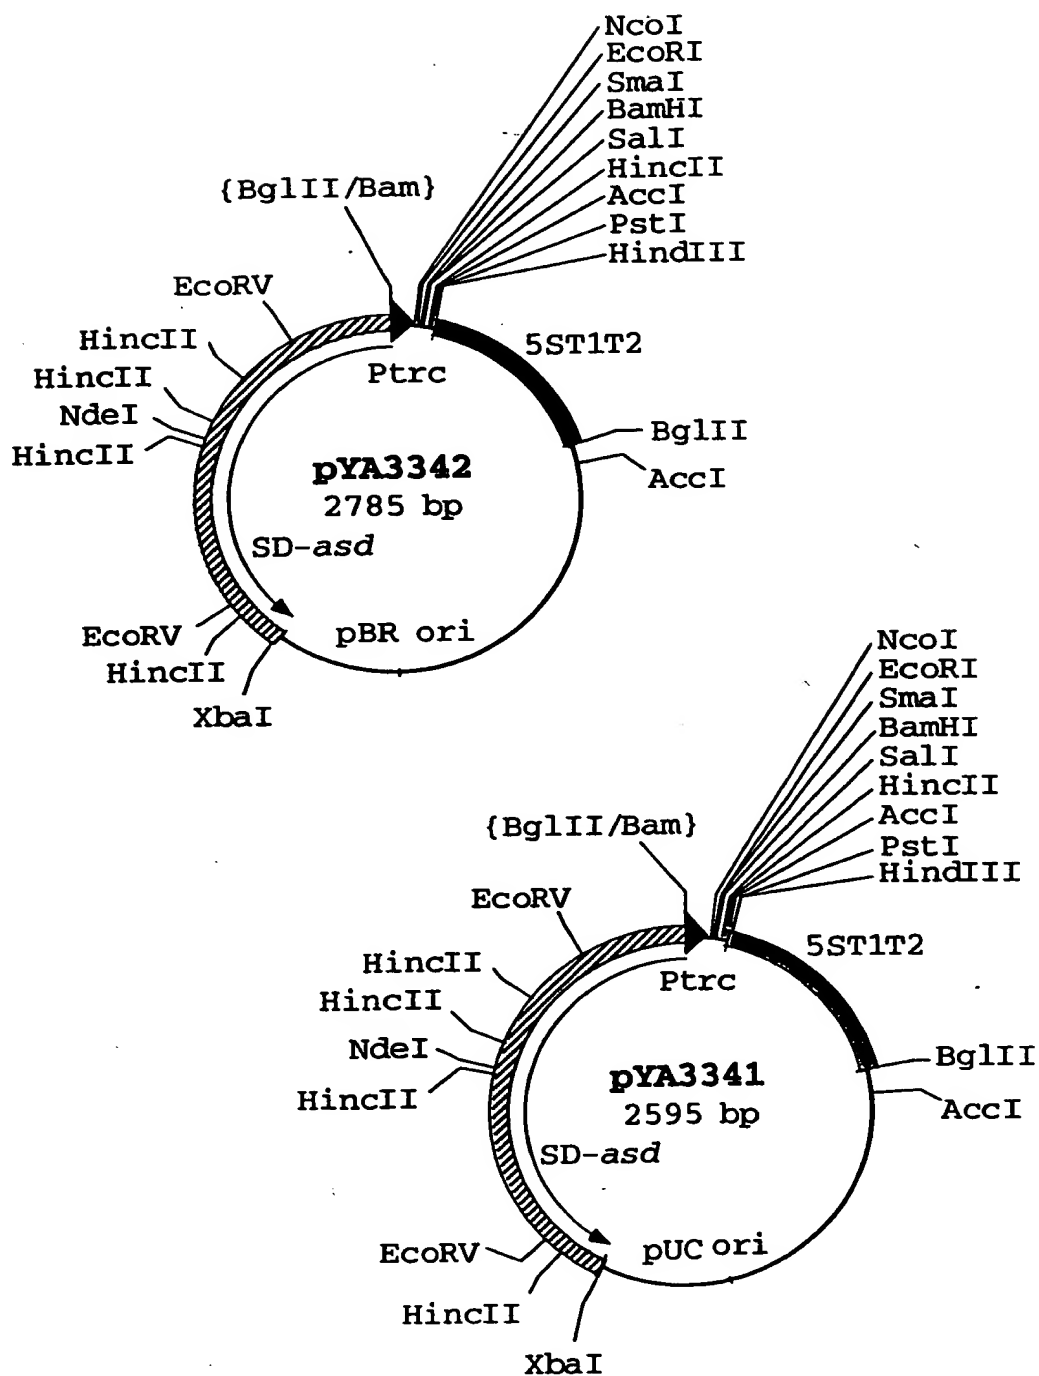 NcoI
EcoRI
SmaI
BamHI
SalI
HincII
AccI
PstI
HindIII
{BglII/Bam}
EcoRV
HincII
HincII
NdeI
HincII
Ptrc
5ST1T2
BglII
AccI
pYA3342
2785 bp
SD-asd
EcoRV
HincII
XbaI
pBR ori
NcoI
EcoRI
SmaI
BamHI
SalI
HincII
AccI
PstI
HindIII
{BglII/Bam}
EcoRV
HincII
HincII
NdeI
HincII
Ptrc
5ST1T2
BglII
AccI
pYA3341
2595 bp
SD-asd
EcoRV
HincII
XbaI
pUC ori